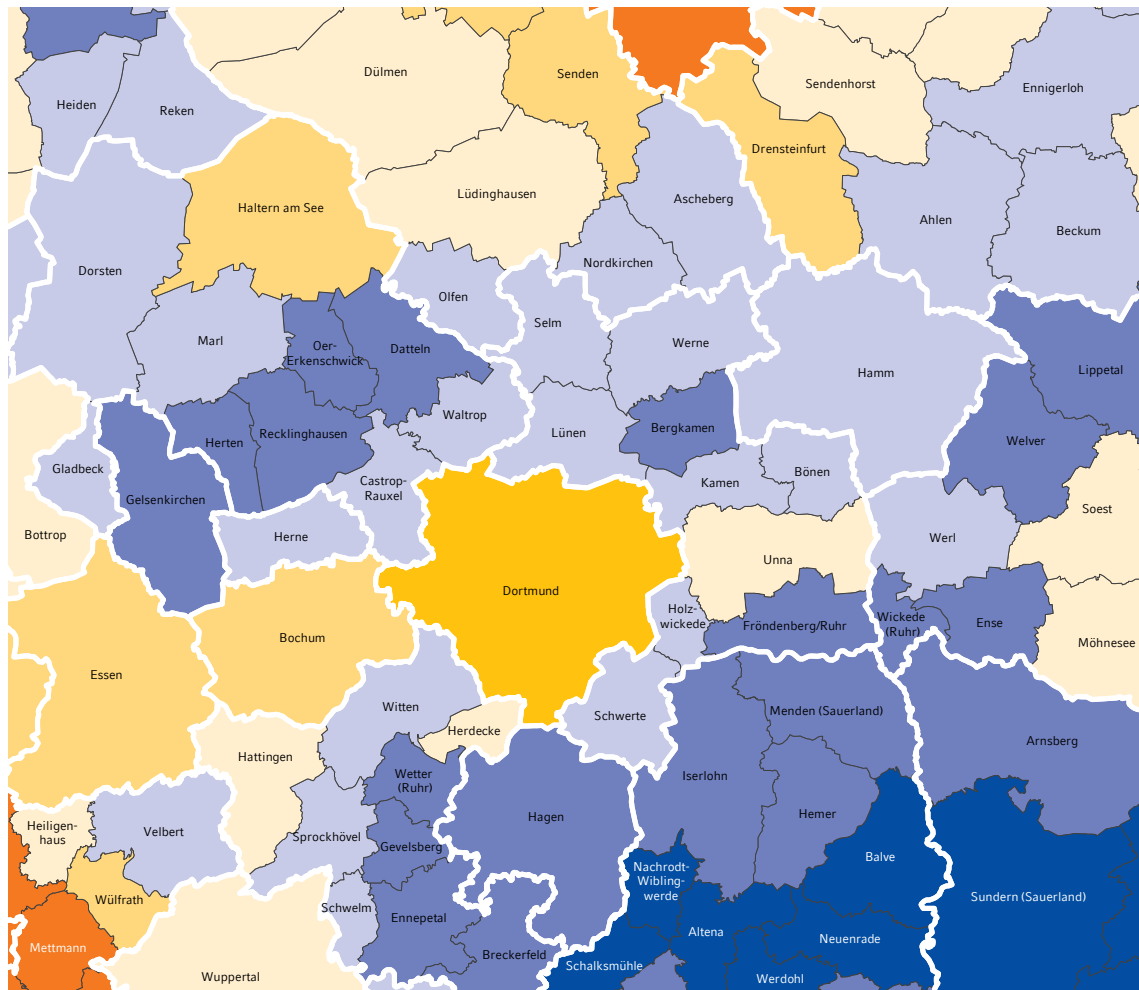 Dülmen
Senden
Sendenhorst
Ennigerloh
Heiden
Reken
Drensteinfurt
Lüdinghausen
Ascheberg
Haltern am See
Ahlen
Beckum
Dorsten
Nordkirchen
Olfen
Selm
Marl
Oer-
Erkenschwick
Datteln
Werne
Hamm
Lippetal
Waltrop
Lünen
Bergkamen
Herten
Recklinghausen
Welver
Gladbeck
Gelsenkirchen
Castrop-
Rauxel
Kamen
Bönen
Soest
Bottrop
Herne
Werl
Unna
Dortmund
Holz-
wickede
Fröndenberg/Ruhr
Wickede
(Ruhr)
Ense
Bochum
Möhnesee
Essen
Witten
Schwerte
Menden (Sauerland)
Herdecke
Arnsberg
Hattingen
Wetter
(Ruhr)
Iserlohn
Hagen
Hemer
Heiligen-
haus
Velbert
Sprockhövel
Gevelsberg
Balve
Nachrodt-
Wibling-
werde
Sundern (Sauerland)
Wülfrath
Schwelm
Ennepetal
Altena
Neuenrade
Mettmann
Breckerfeld
Schalksmühle
Wuppertal
Werdohl